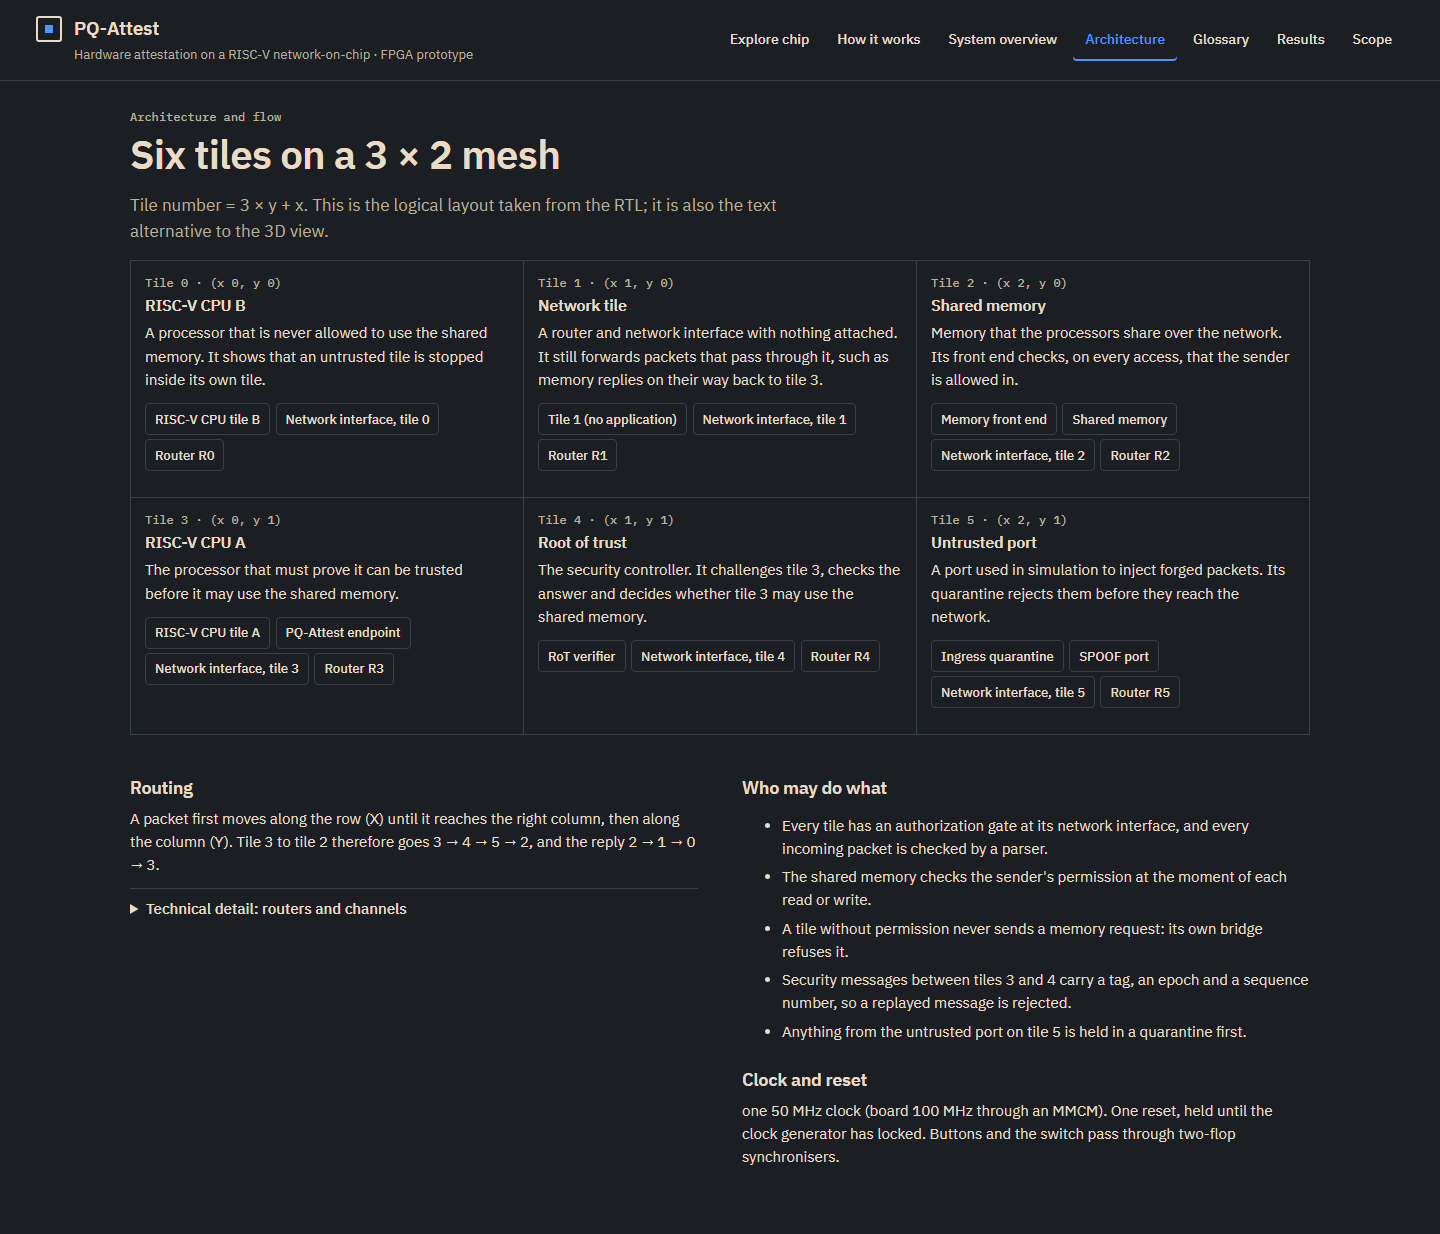 PQ-Attest
Hardware attestation on a RISC-V network-on-chip · FPGA prototype
Explore chip
How it works
System overview
Architecture
Glossary
Results
Scope
Architecture and flow
Six tiles on a 3 × 2 mesh
Tile number = 3 × y + x. This is the logical layout taken from the RTL; it is also the text
alternative to the 3D view.
Tile 0 · (x 0, y 0)
RISC-V CPU B
A processor that is never allowed to use the shared
memory. It shows that an untrusted tile is stopped
inside its own tile.
RISC-V CPU tile B
Network interface, tile 0
Router R0
Tile 1 · (x 1, y 0)
Network tile
A router and network interface with nothing attached.
It still forwards packets that pass through it, such as
memory replies on their way back to tile 3.
Tile 1 (no application)
Network interface, tile 1
Router R1
Tile 2 · (x 2, y 0)
Shared memory
Memory that the processors share over the network.
Its front end checks, on every access, that the sender
is allowed in.
Memory front end
Shared memory
Network interface, tile 2
Router R2
Tile 3 · (x 0, y 1)
RISC-V CPU A
The processor that must prove it can be trusted
before it may use the shared memory.
RISC-V CPU tile A
PQ-Attest endpoint
Network interface, tile 3
Router R3
Tile 4 · (x 1, y 1)
Root of trust
The security controller. It challenges tile 3, checks the
answer and decides whether tile 3 may use the
shared memory.
RoT verifier
Network interface, tile 4
Router R4
Tile 5 · (x 2, y 1)
Untrusted port
A port used in simulation to inject forged packets. Its
quarantine rejects them before they reach the
network.
Ingress quarantine
SPOOF port
Network interface, tile 5
Router R5
Routing
A packet first moves along the row (X) until it reaches the right column, then along
the column (Y). Tile 3 to tile 2 therefore goes 3 → 4 → 5 → 2, and the reply 2 → 1 → 0
→ 3.
Technical detail: routers and channels
Who may do what
• Every tile has an authorization gate at its network interface, and every
incoming packet is checked by a parser.
• The shared memory checks the sender's permission at the moment of each
read or write.
• A tile without permission never sends a memory request: its own bridge
refuses it.
• Security messages between tiles 3 and 4 carry a tag, an epoch and a sequence
number, so a replayed message is rejected.
• Anything from the untrusted port on tile 5 is held in a quarantine first.
Clock and reset
one 50 MHz clock (board 100 MHz through an MMCM). One reset, held until the
clock generator has locked. Buttons and the switch pass through two-flop
synchronisers.